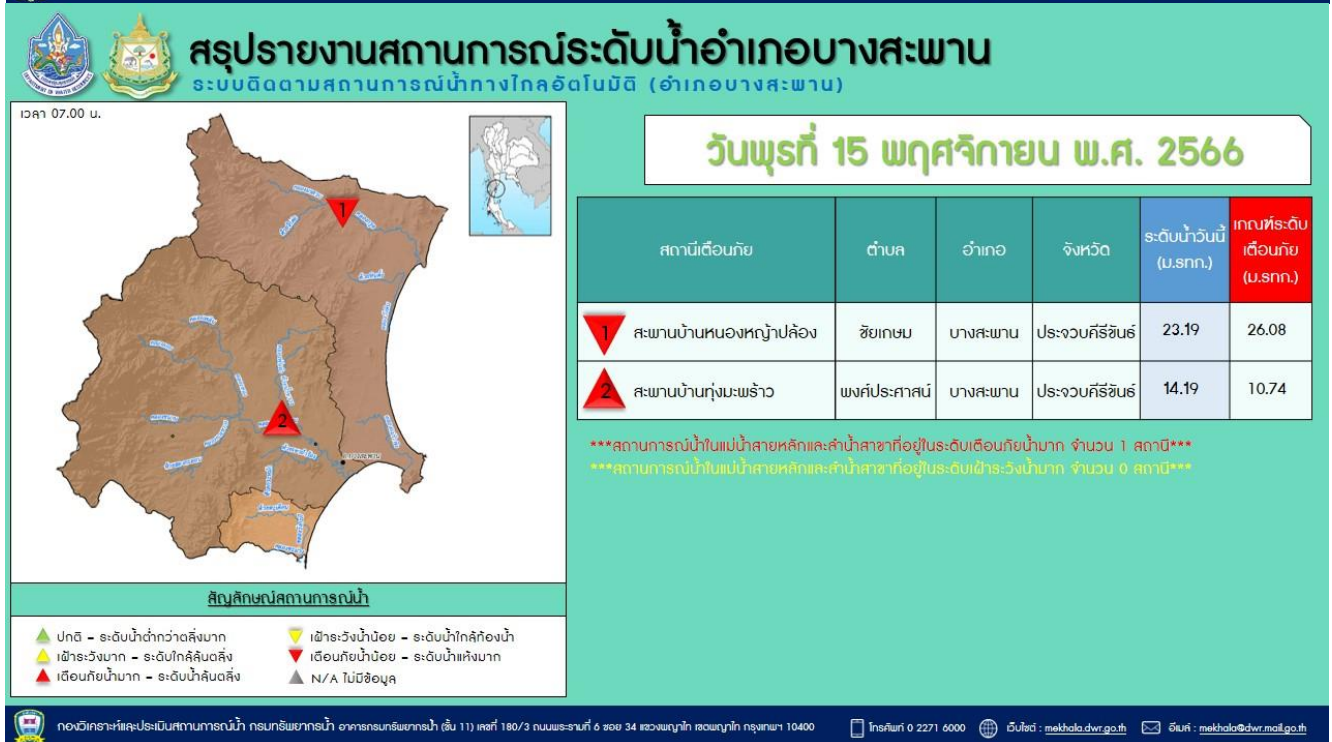 สรุปรายงานสถานการณ์ระดับน้ำอำเภอบางสะพาน
ระบบติดตามสถานการณ์น้ำทางไกลอัตโนมัติ (อำเภอบางสะพาน)
เวลา 07.00 น.
วันพุธที่ 15 พฤศจิกายน พ.ศ. 2566
สถานีเตือนภัย ตำบล อำเภอ จังหวัด ระดับน้ำวันนี้ (ม.รทก.) เกณฑ์ระดับเตือนภัย (ม.รทก.)
1 สะพานบ้านหนองหญ้าปล้อง ชัยเกษม บางสะพาน ประจวบคีรีขันธ์ 23.19 26.08
2 สะพานบ้านทุ่งมะพร้าว พงศ์ประศาสน์ บางสะพาน ประจวบคีรีขันธ์ 14.19 10.74
***สถานการณ์น้ำในแม่น้ำสายหลักและลำน้ำสาขาที่อยู่ในระดับเตือนภัยน้ำมาก จำนวน 1 สถานี***
***สถานการณ์น้ำในแม่น้ำสายหลักและลำน้ำสาขาที่อยู่ในระดับเฝ้าระวังน้ำมาก จำนวน 0 สถานี***
1
2
สัญลักษณ์สถานการณ์น้ำ
ปกติ – ระดับน้ำต่ำกว่าตลิ่งมาก
เฝ้าระวังมาก – ระดับใกล้ล้นตลิ่ง
เตือนภัยน้ำมาก – ระดับน้ำล้นตลิ่ง
เฝ้าระวังน้ำน้อย – ระดับน้ำใกล้ท้องน้ำ
เตือนภัยน้ำน้อย – ระดับน้ำแห้งมาก
N/A ไม่มีข้อมูล
กองวิเคราะห์และประเมินสถานการณ์น้ำ กรมทรัพยากรน้ำ อาคารกรมทรัพยากรน้ำ (ชั้น 11) เลขที่ 180/3 ถนนพระรามที่ 6 ซอย 34 แขวงพญาไท เขตพญาไท กรุงเทพฯ 10400 โทรศัพท์ 0 2271 6000 เว็บไซต์ : mekhala.dwr.go.th อีเมล์ : mekhala@dwr.mail.go.th